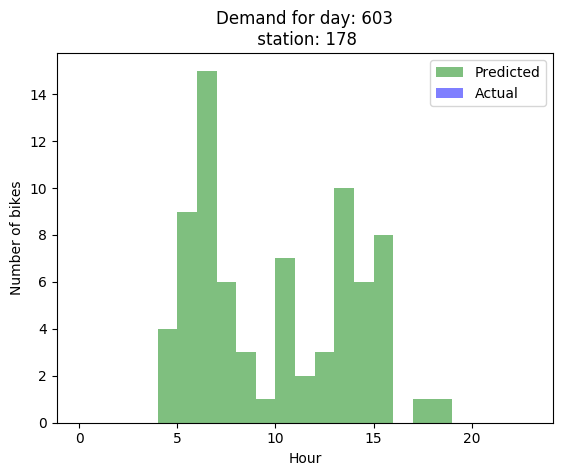 Demand for day: 603
station: 178
Predicted
Actual
14
12
10
8
6
4
2
0
Number of bikes
0 5 10 15 20
Hour